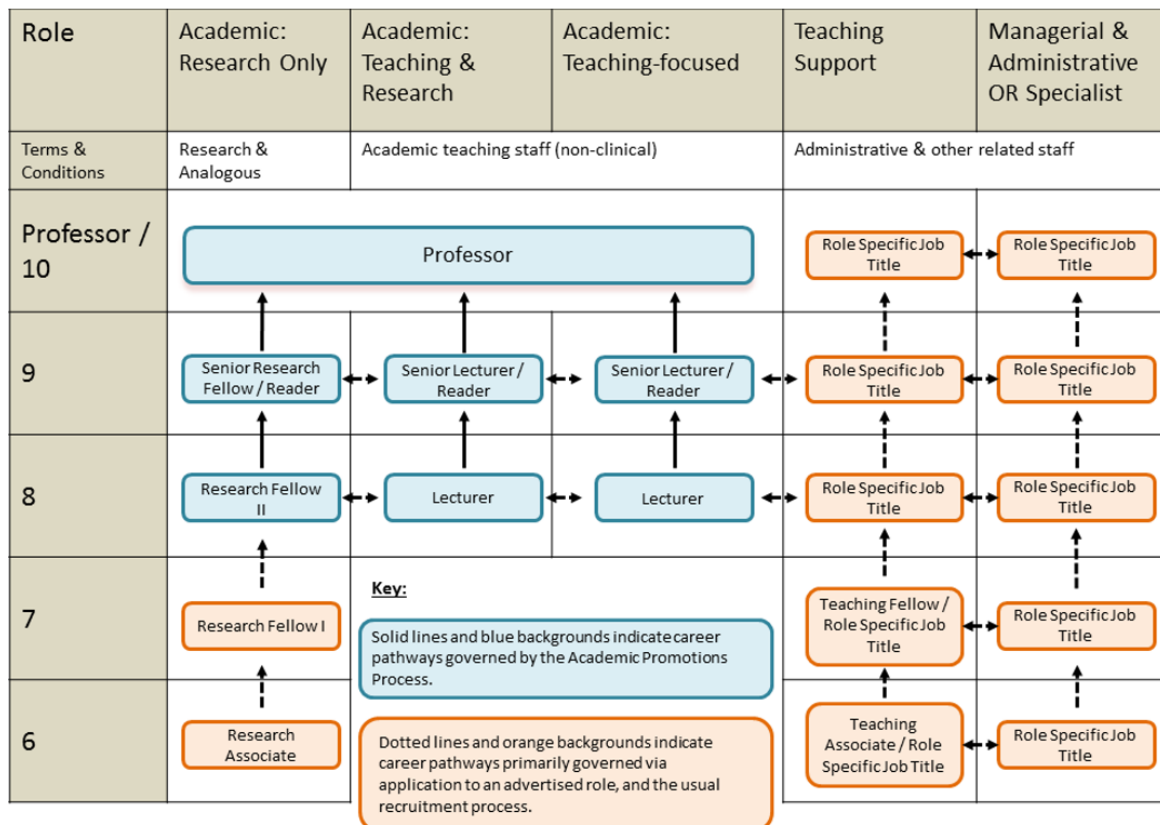 Role
Academic:
Research Only
Academic:
Teaching &
Research
Academic:
Teaching-focused
Teaching
Support
Managerial &
Administrative
OR Specialist
Terms &
Conditions
Research &
Analogous
Academic teaching staff (non-clinical)
Administrative & other related staff
Professor /
10
Professor
Role Specific Job
Title
Role Specific Job
Title
9
Senior Research
Fellow / Reader
Senior Lecturer /
Reader
Senior Lecturer /
Reader
Role Specific Job
Title
Role Specific Job
Title
8
Research Fellow
II
Lecturer
Lecturer
Role Specific Job
Title
Role Specific Job
Title
7
Research Fellow I
Key:
Solid lines and blue backgrounds indicate career
pathways governed by the Academic Promotions
Process.
Teaching Fellow /
Role Specific Job
Title
Role Specific Job
Title
6
Research
Associate
Dotted lines and orange backgrounds indicate
career pathways primarily governed via
application to an advertised role, and the usual
recruitment process.
Teaching
Associate / Role
Specific Job Title
Role Specific Job
Title